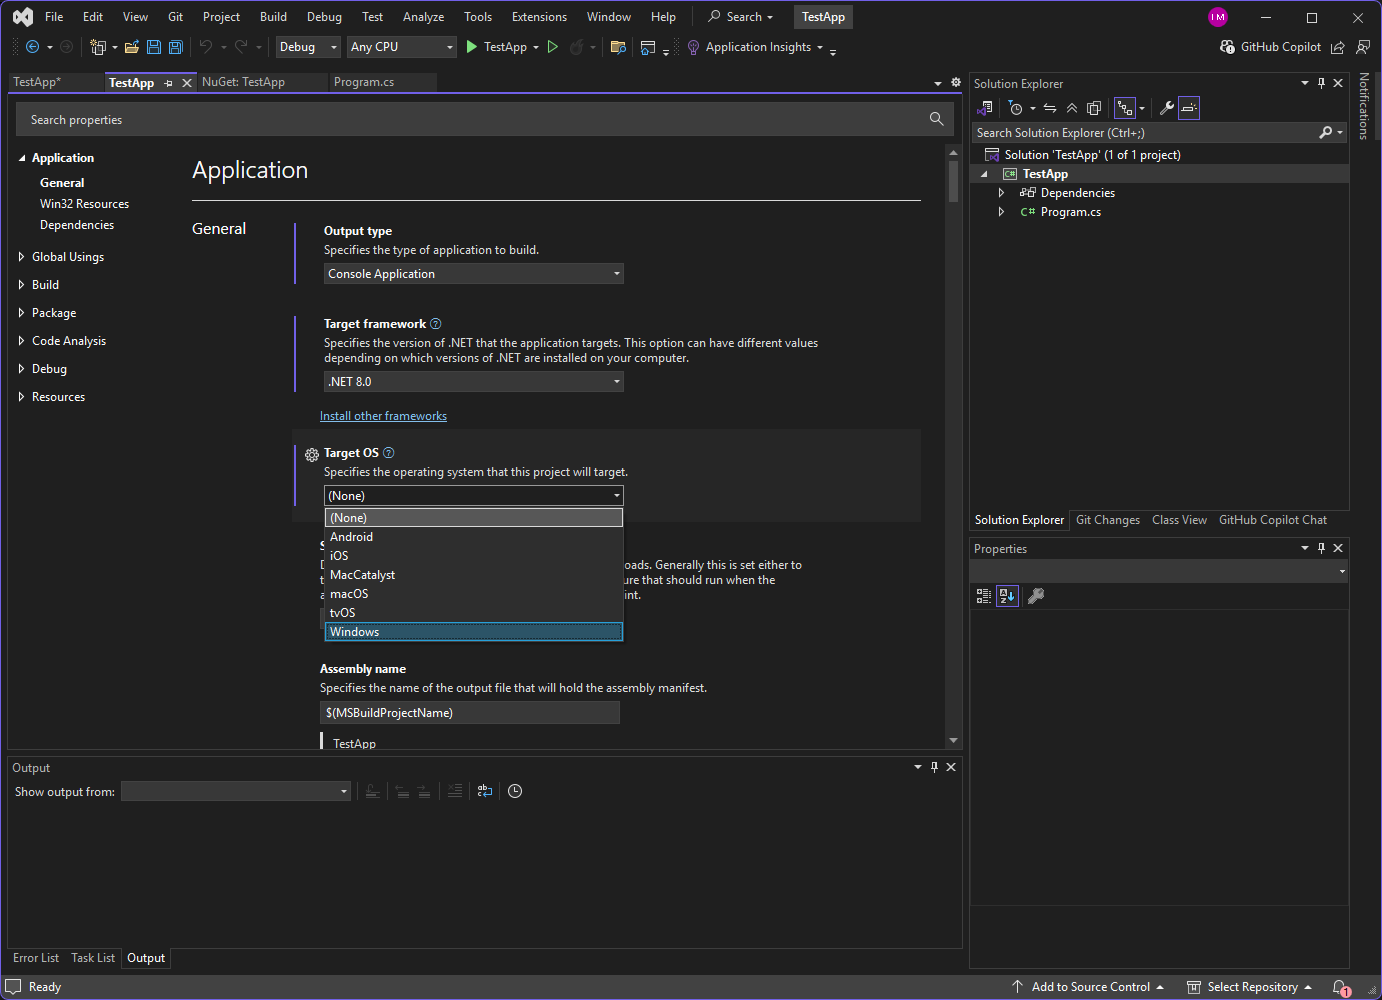 File Edit View Git Project Build Debug Test Analyze Tools Extensions Window Help Search TestApp IM
Debug Any CPU TestApp Application Insights GitHub Copilot
TestApp* TestApp NuGet: TestApp Program.cs
Search properties
Application
General
Win32 Resources
Dependencies
Global Usings
Build
Package
Code Analysis
Debug
Resources
Application
General
Output type
Specifies the type of application to build.
Console Application
Target framework
Specifies the version of .NET that the application targets. This option can have different values
depending on which versions of .NET are installed on your computer.
.NET 8.0
Install other frameworks
Target OS
Specifies the operating system that this project will target.
(None)
(None)
Android
iOS
MacCatalyst
macOS
tvOS
Windows
oads. Generally this is set either to
ure that should run when the
int.
Assembly name
Specifies the name of the output file that will hold the assembly manifest.
$(MSBuildProjectName)
TestApp
Output
Show output from:
Error List Task List Output
Solution Explorer
Search Solution Explorer (Ctrl+;)
Solution 'TestApp' (1 of 1 project)
C# TestApp
Dependencies
C# Program.cs
Solution Explorer Git Changes Class View GitHub Copilot Chat
Properties
Notifications
Ready Add to Source Control Select Repository 1